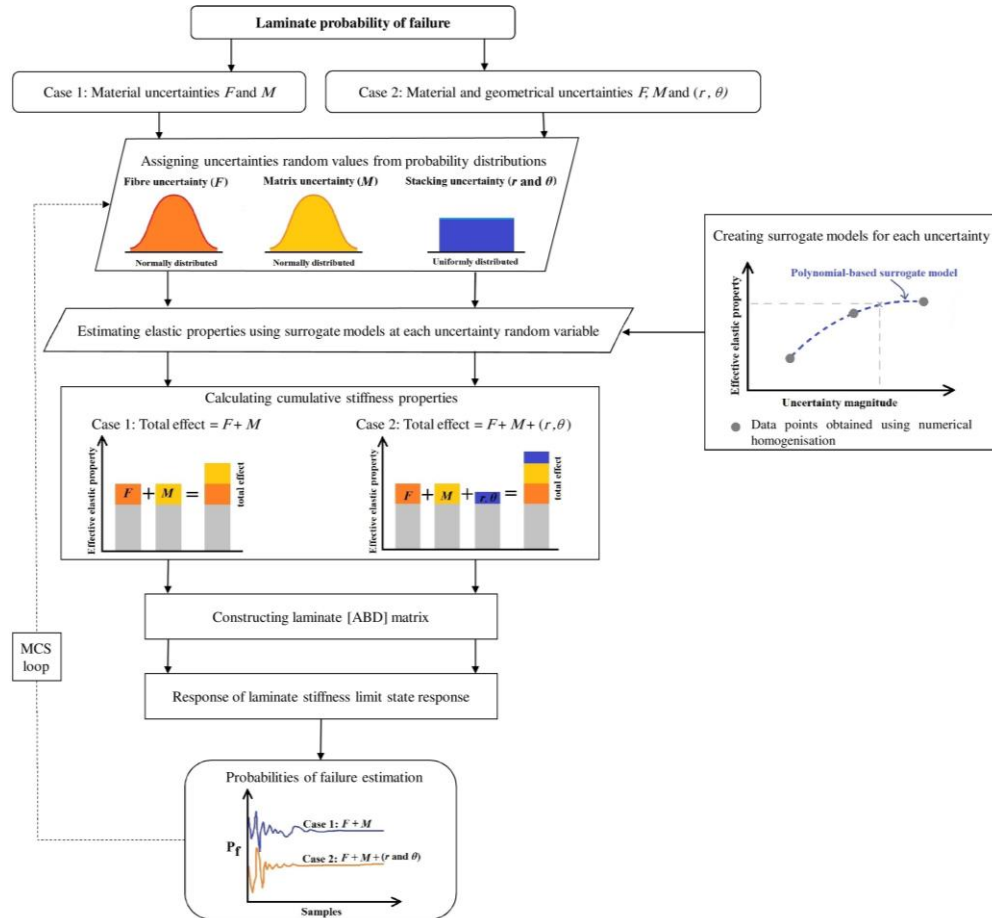 Laminate probability of failure
Case 1: Material uncertainties F and M
Case 2: Material and geometrical uncertainties F, M and (r , θ)
Assigning uncertainties random values from probability distributions
Fibre uncertainty (F)
Matrix uncertainty (M)
Stacking uncertainty (r and θ)
Normally distributed
Normally distributed
Uniformly distributed
Creating surrogate models for each uncertainty
Polynomial-based surrogate model
Effective elastic property
Uncertainty magnitude
Data points obtained using numerical
homogenisation
Estimating elastic properties using surrogate models at each uncertainty random variable
Calculating cumulative stiffness properties
Case 1: Total effect = F + M
Case 2: Total effect = F + M + (r ,θ)
Effective elastic property
F + M =
total effect
Effective elastic property
F + M + r, θ =
total effect
Constructing laminate [ABD] matrix
MCS
loop
Response of laminate stiffness limit state response
Probabilities of failure estimation
Pf
Case 1: F + M
Case 2: F + M + (r and θ)
Samples